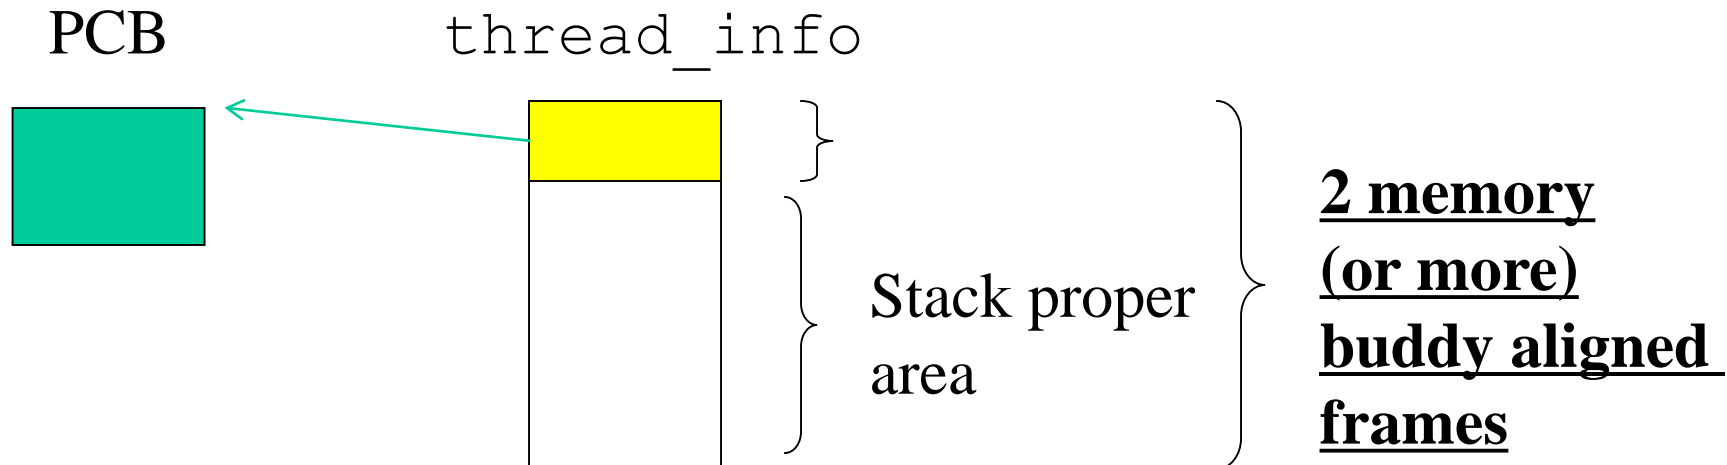 PCB
thread_info
Stack proper
area
2 memory
(or more)
buddy aligned
frames